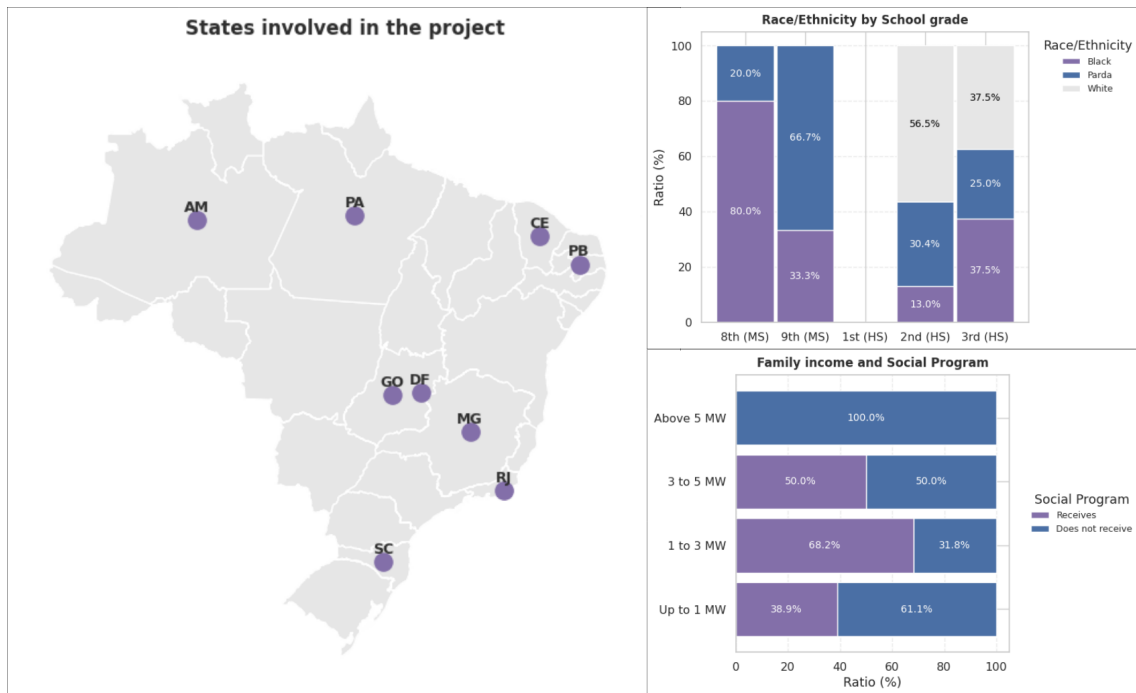 States involved in the project
AM
PA
CE
PB
GO
DF
MG
RJ
SC
Race/Ethnicity by School grade
Ratio (%)
100
80
60
40
20
0
20.0%
80.0%
66.7%
33.3%
56.5%
30.4%
13.0%
37.5%
25.0%
37.5%
8th (MS)
9th (MS)
1st (HS)
2nd (HS)
3rd (HS)
Race/Ethnicity
Black
Parda
White
Family income and Social Program
Above 5 MW
100.0%
3 to 5 MW
50.0%
50.0%
1 to 3 MW
68.2%
31.8%
Up to 1 MW
38.9%
61.1%
0
20
40
60
80
100
Ratio (%)
Social Program
Receives
Does not receive